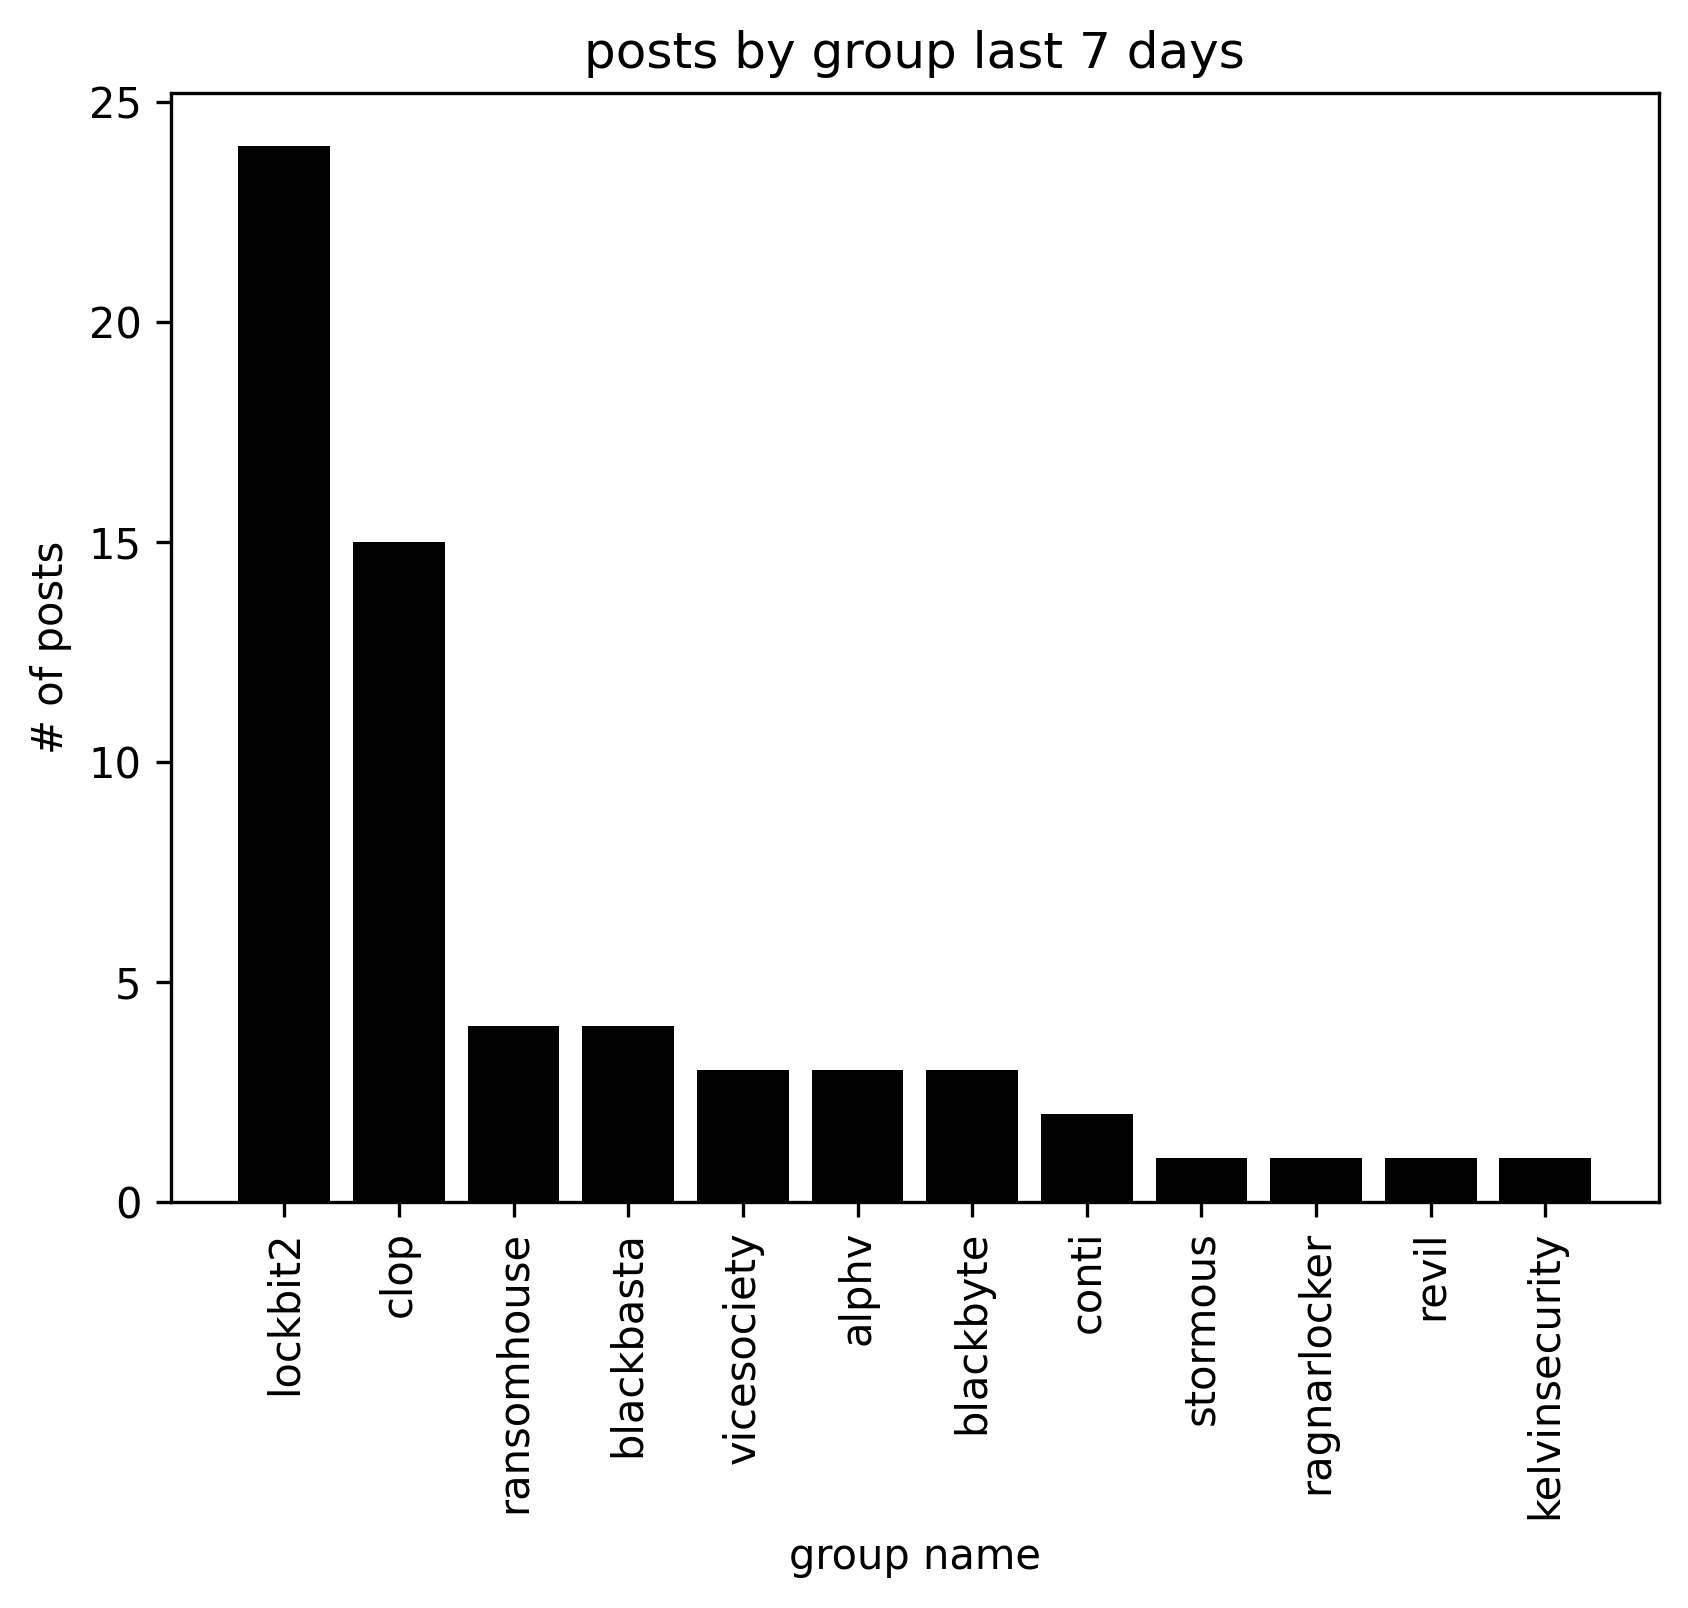 posts by group last 7 days
# of posts
25
20
15
10
5
0
lockbit2
clop
ransomhouse
blackbasta
vicesociety
alphv
blackbyte
conti
stormous
ragnarlocker
revil
kelvinsecurity
group name